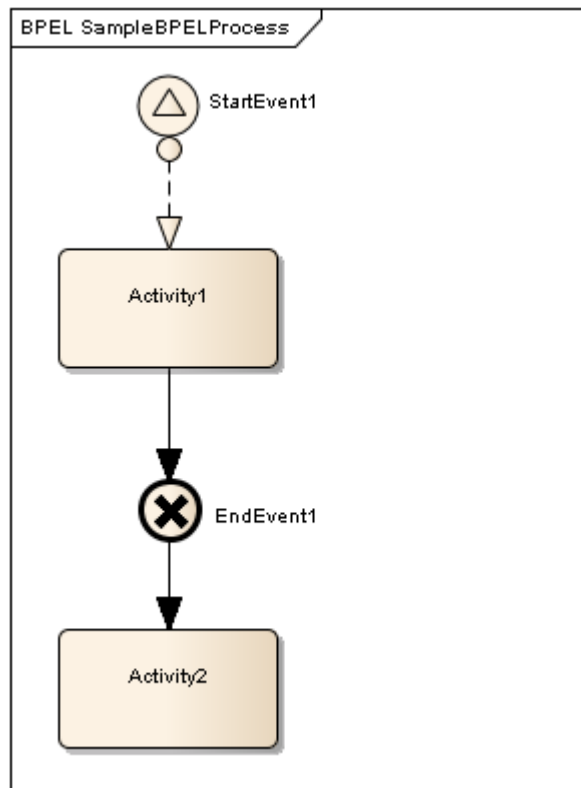 BPEL SampleBPELProcess
StartEvent1
Activity1
EndEvent1
Activity2